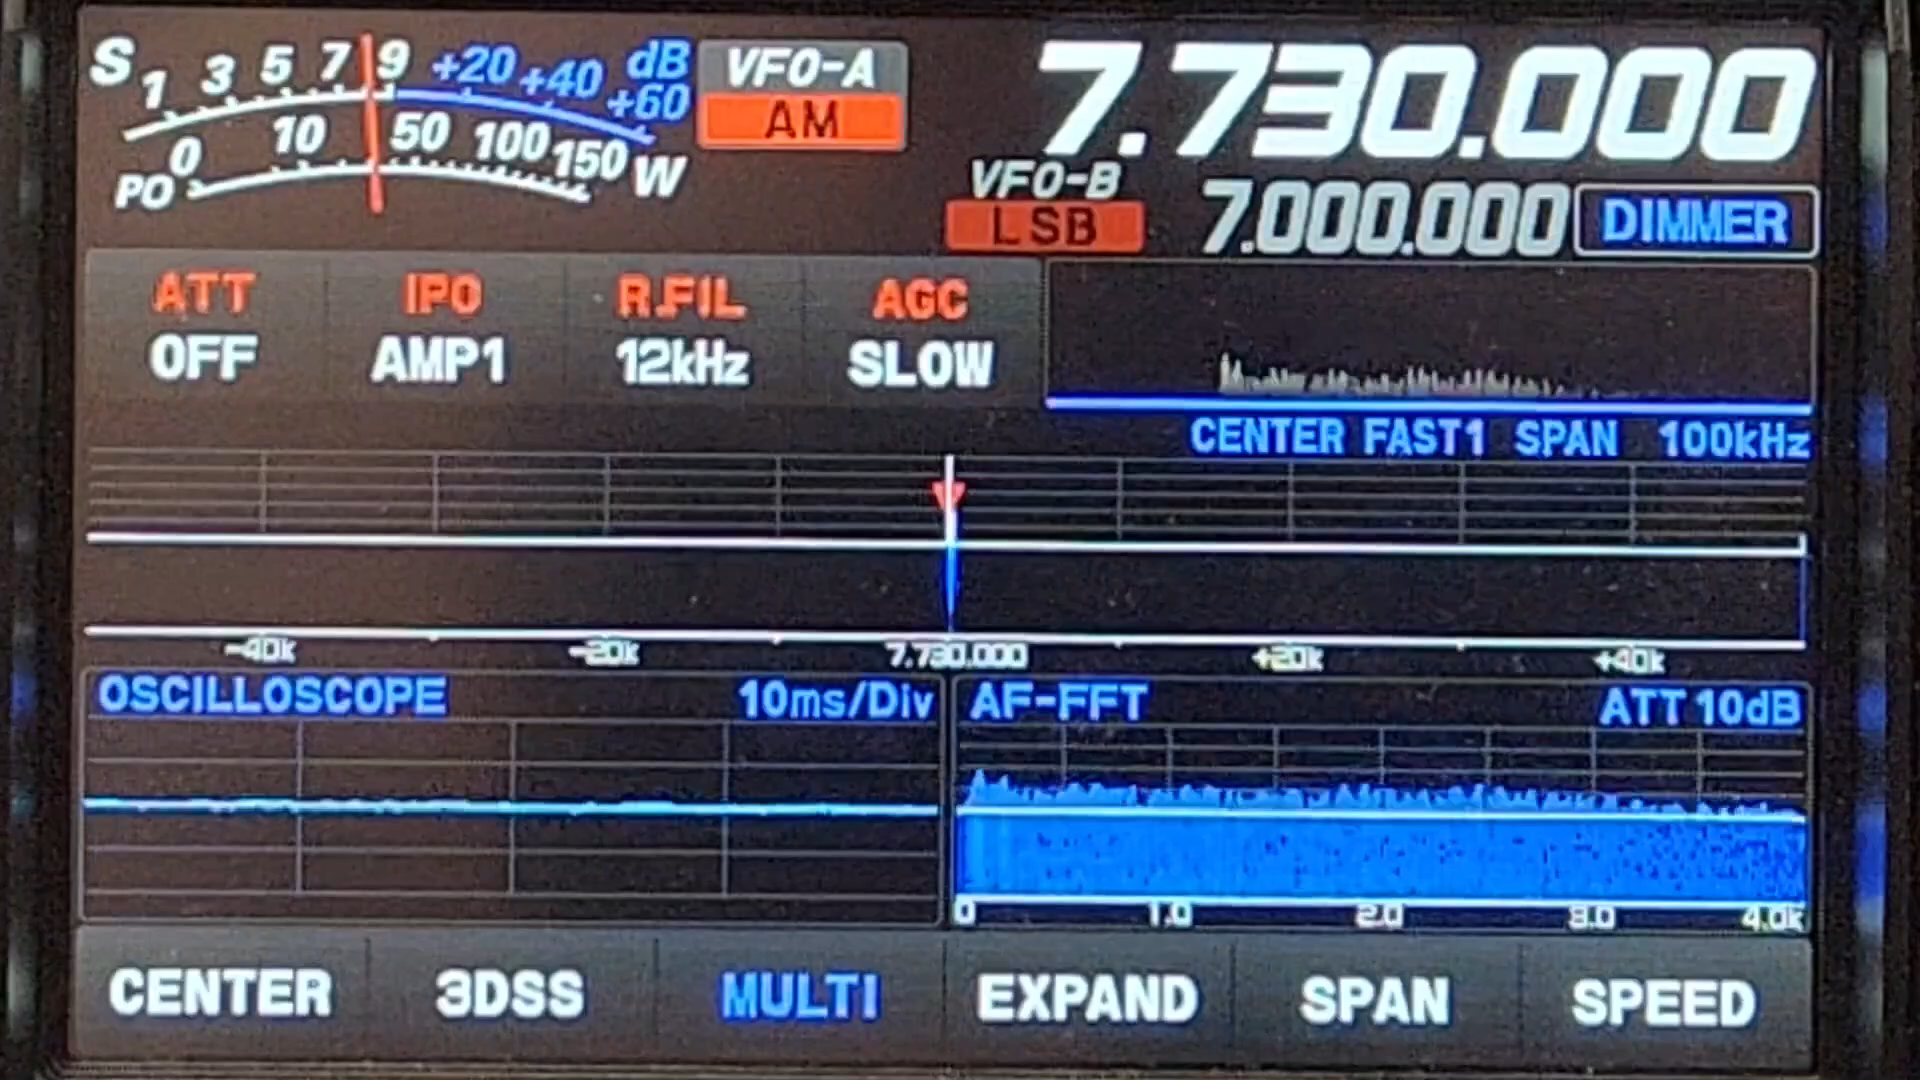 S 1 3 5 7 9 +20 +40 +60 dB
PO 0 10 50 100 150 W
VFO-A
AM
7.730.000
VFO-B
LSB
7.000.000
DIMMER
ATT IPO R.FIL AGC
OFF AMP1 12kHz SLOW
CENTER FAST1 SPAN 100kHz
-40k -20k 7.730.000 +20k +40k
OSCILLOSCOPE 10ms/Div
AF-FFT ATT 10dB
0 1.0 2.0 3.0 4.0k
CENTER 3DSS MULTI EXPAND SPAN SPEED